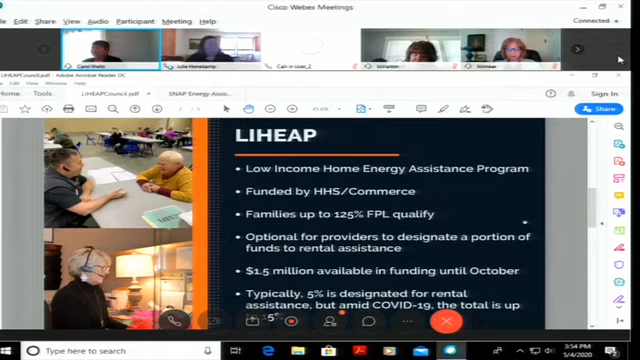 Cisco Webex Meetings
File Edit Share View Audio Participant Meeting Help
Connected
Carol Weltz
Julie Honekamp
Call-in User_2
LIHEAPCouncil.pdf - Adobe Acrobat Reader DC
Edit View Window Help
Home Tools LIHEAPCouncil.pdf SNAP Energy Assis... Sign In
45.6% Share
LIHEAP
• Low Income Home Energy Assistance Program
• Funded by HHS/Commerce
• Families up to 125% FPL qualify
• Optional for providers to designate a portion of
funds to rental assistance
• $1.5 million available in funding until October
• Typically, 5% is designated for rental
assistance, but amid COVID-19, the total is up
Type here to search
3:54 PM
5/4/2020